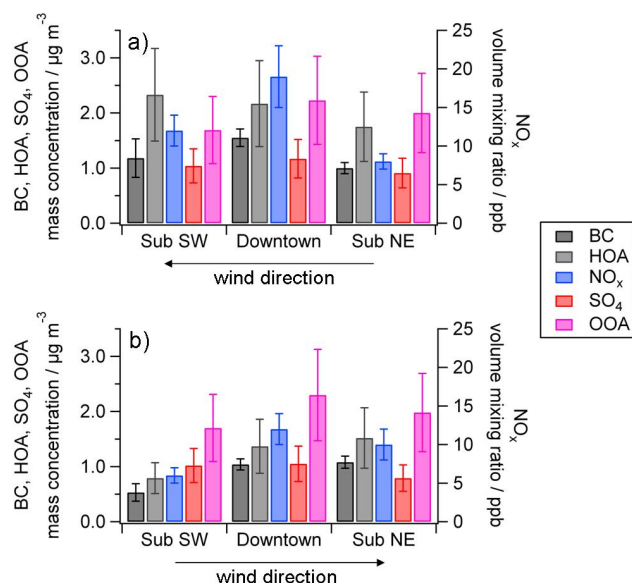 BC, HOA, SO₄, OOA
mass concentration / µg m⁻³
a)
3.0
2.0
1.0
0.0
25
20
15
10
5
0
NOₓ
volume mixing ratio / ppb
Sub SW Downtown Sub NE
wind direction
BC
HOA
NOₓ
SO₄
OOA
BC, HOA, SO₄, OOA
mass concentration / µg m⁻³
b)
3.0
2.0
1.0
0.0
25
20
15
10
5
0
NOₓ
volume mixing ratio / ppb
Sub SW Downtown Sub NE
wind direction